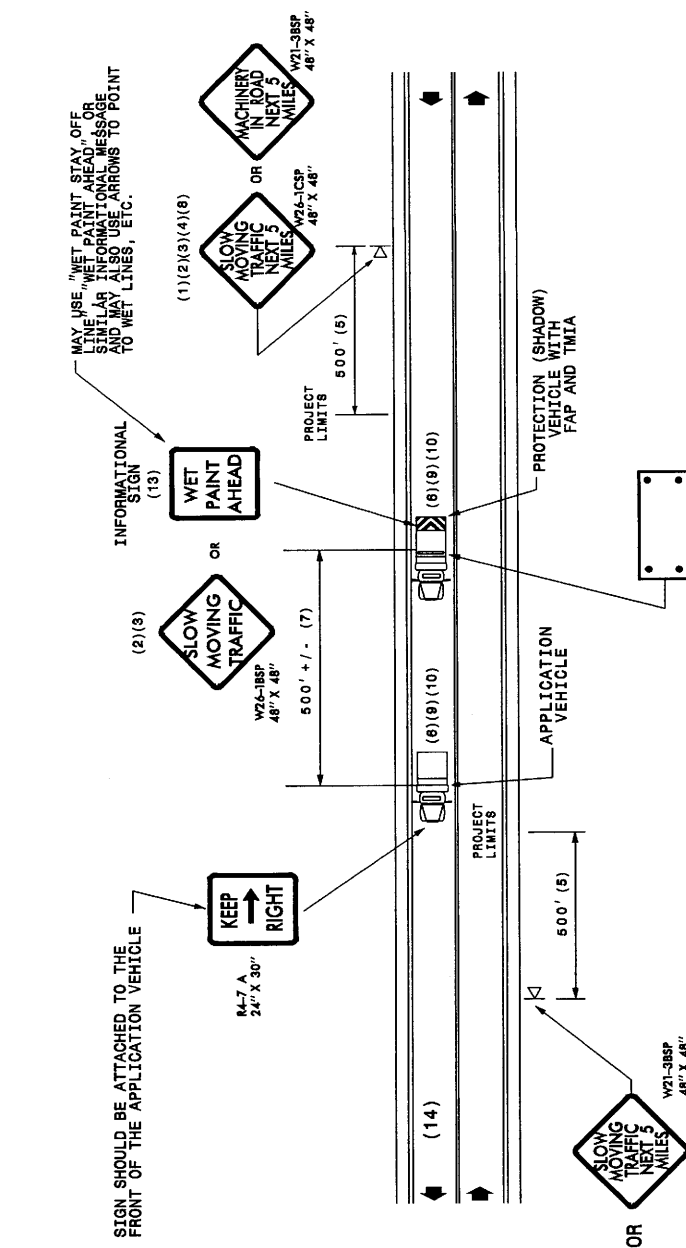 MAY USE "WET PAINT STAY OFF
LINE", "WET PAINT AHEAD", OR
SIMILAR INFORMATIONAL MESSAGE
AND MAY ALSO USE ARROWS TO POINT
TO WET LINES, ETC.
INFORMATIONAL
SIGN
(13)
WET
PAINT
AHEAD
OR
(2)(3)
SLOW
MOVING
TRAFFIC
W26-1BSP
48" X 48"
(1)(2)(3)(4)(8)
SLOW
MOVING
TRAFFIC
NEXT 5
MILES
W26-1CSP
48" X 48"
OR
MACHINERY
IN ROAD
NEXT 5
MILES
W21-3BSP
48" X 48"
SIGN SHOULD BE ATTACHED TO THE
FRONT OF THE APPLICATION VEHICLE
KEEP
RIGHT
R4-7 A
24" X 30"
500' +/- (7)
PROJECT
LIMITS
500' (5)
(14)
(6)(9)(10)
(6)(9)(10)
PROJECT
LIMITS
500' (5)
APPLICATION
VEHICLE
PROTECTION (SHADOW)
VEHICLE WITH
FAP AND TMIA
OR
SLOW
MOVING
TRAFFIC
NEXT 5
MILES
W21-3BSP
48" X 48"